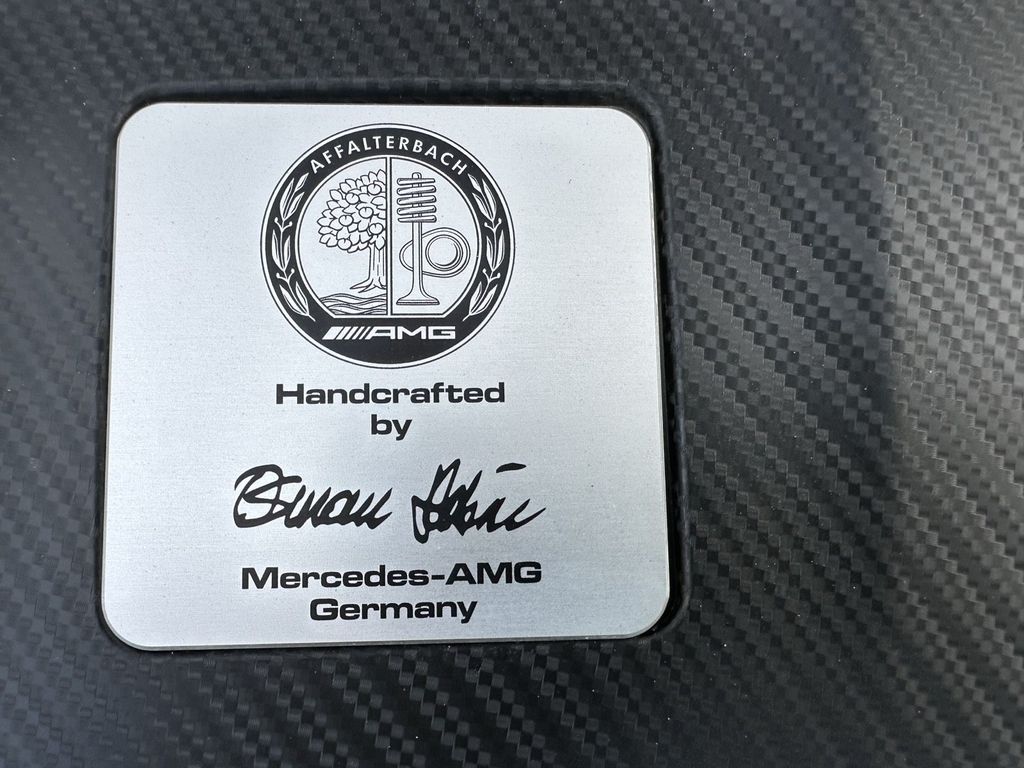 AFFALTERBACH
AMG
Handcrafted
by
Mercedes-AMG
Germany